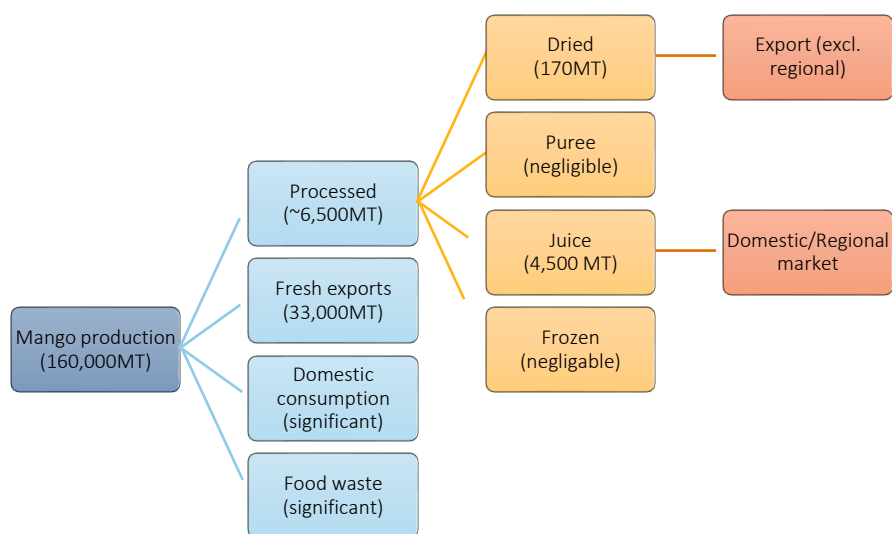 Mango production
(160,000MT)
Processed
(~6,500MT)
Fresh exports
(33,000MT)
Domestic
consumption
(significant)
Food waste
(significant)
Dried
(170MT)
Puree
(negligible)
Juice
(4,500 MT)
Frozen
(negligable)
Export (excl.
regional)
Domestic/Regional
market